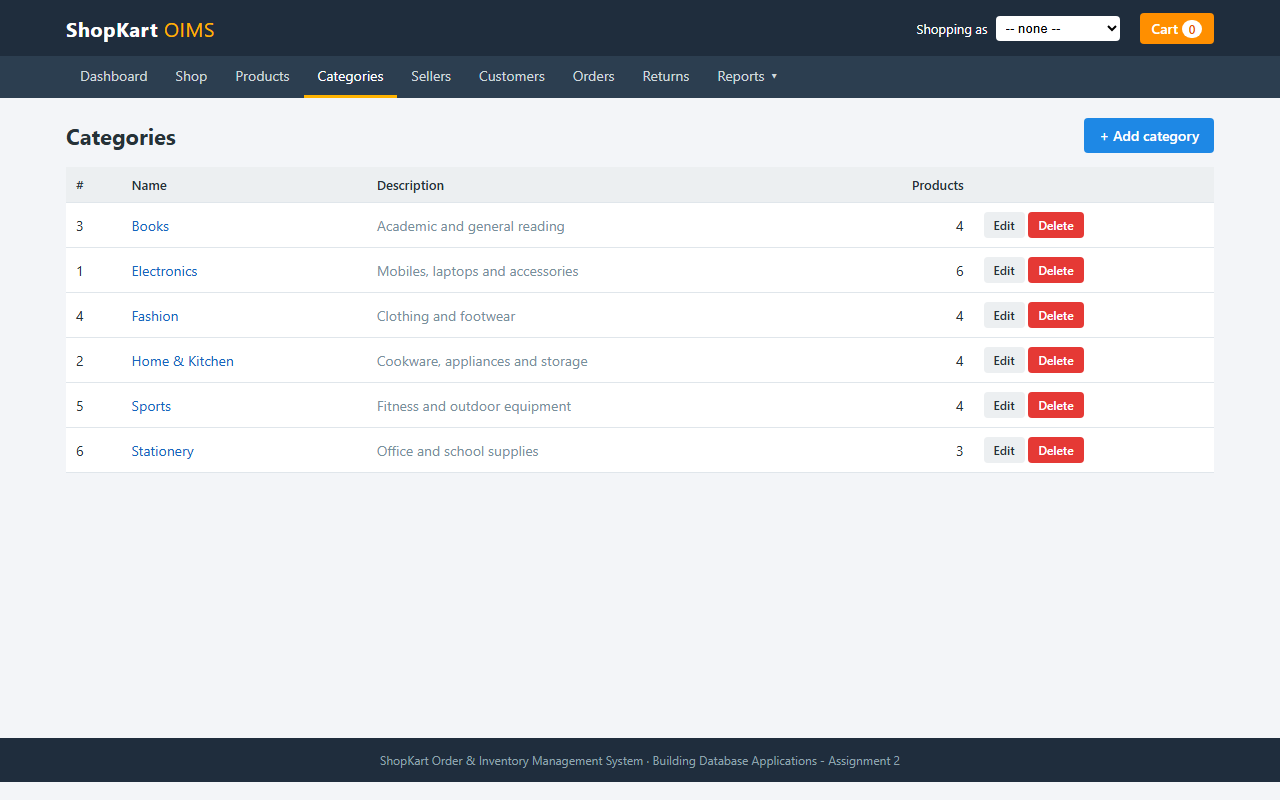 ShopKart OIMS
Shopping as -- none -- Cart 0
Dashboard Shop Products Categories Sellers Customers Orders Returns Reports ▾
Categories
+ Add category
# Name Description Products
3 Books Academic and general reading 4 Edit Delete
1 Electronics Mobiles, laptops and accessories 6 Edit Delete
4 Fashion Clothing and footwear 4 Edit Delete
2 Home & Kitchen Cookware, appliances and storage 4 Edit Delete
5 Sports Fitness and outdoor equipment 4 Edit Delete
6 Stationery Office and school supplies 3 Edit Delete
ShopKart Order & Inventory Management System · Building Database Applications - Assignment 2